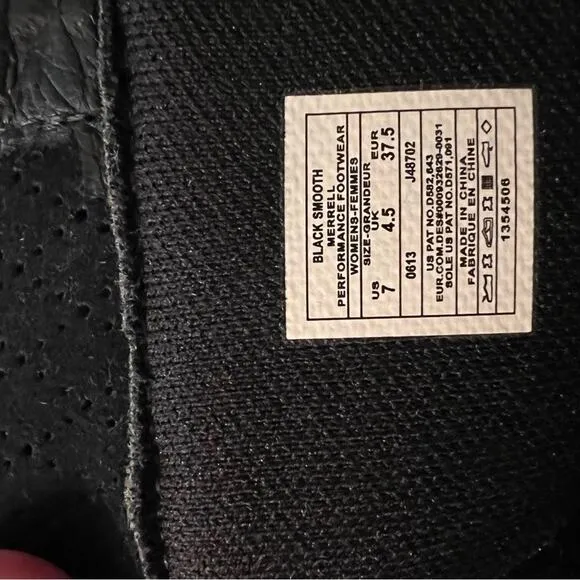 BLACK SMOOTH
MERRELL
PERFORMANCE FOOTWEAR
WOMENS-FEMMES
SIZE-GRANDEUR
US UK EUR
7 4.5 37.5
0613 J48702
US PAT NO.D582,643
EUR.COM.DES#000932629-0031
SOLE US PAT NO.D571,091
MADE IN CHINA
FABRIQUE EN CHINE
1354506